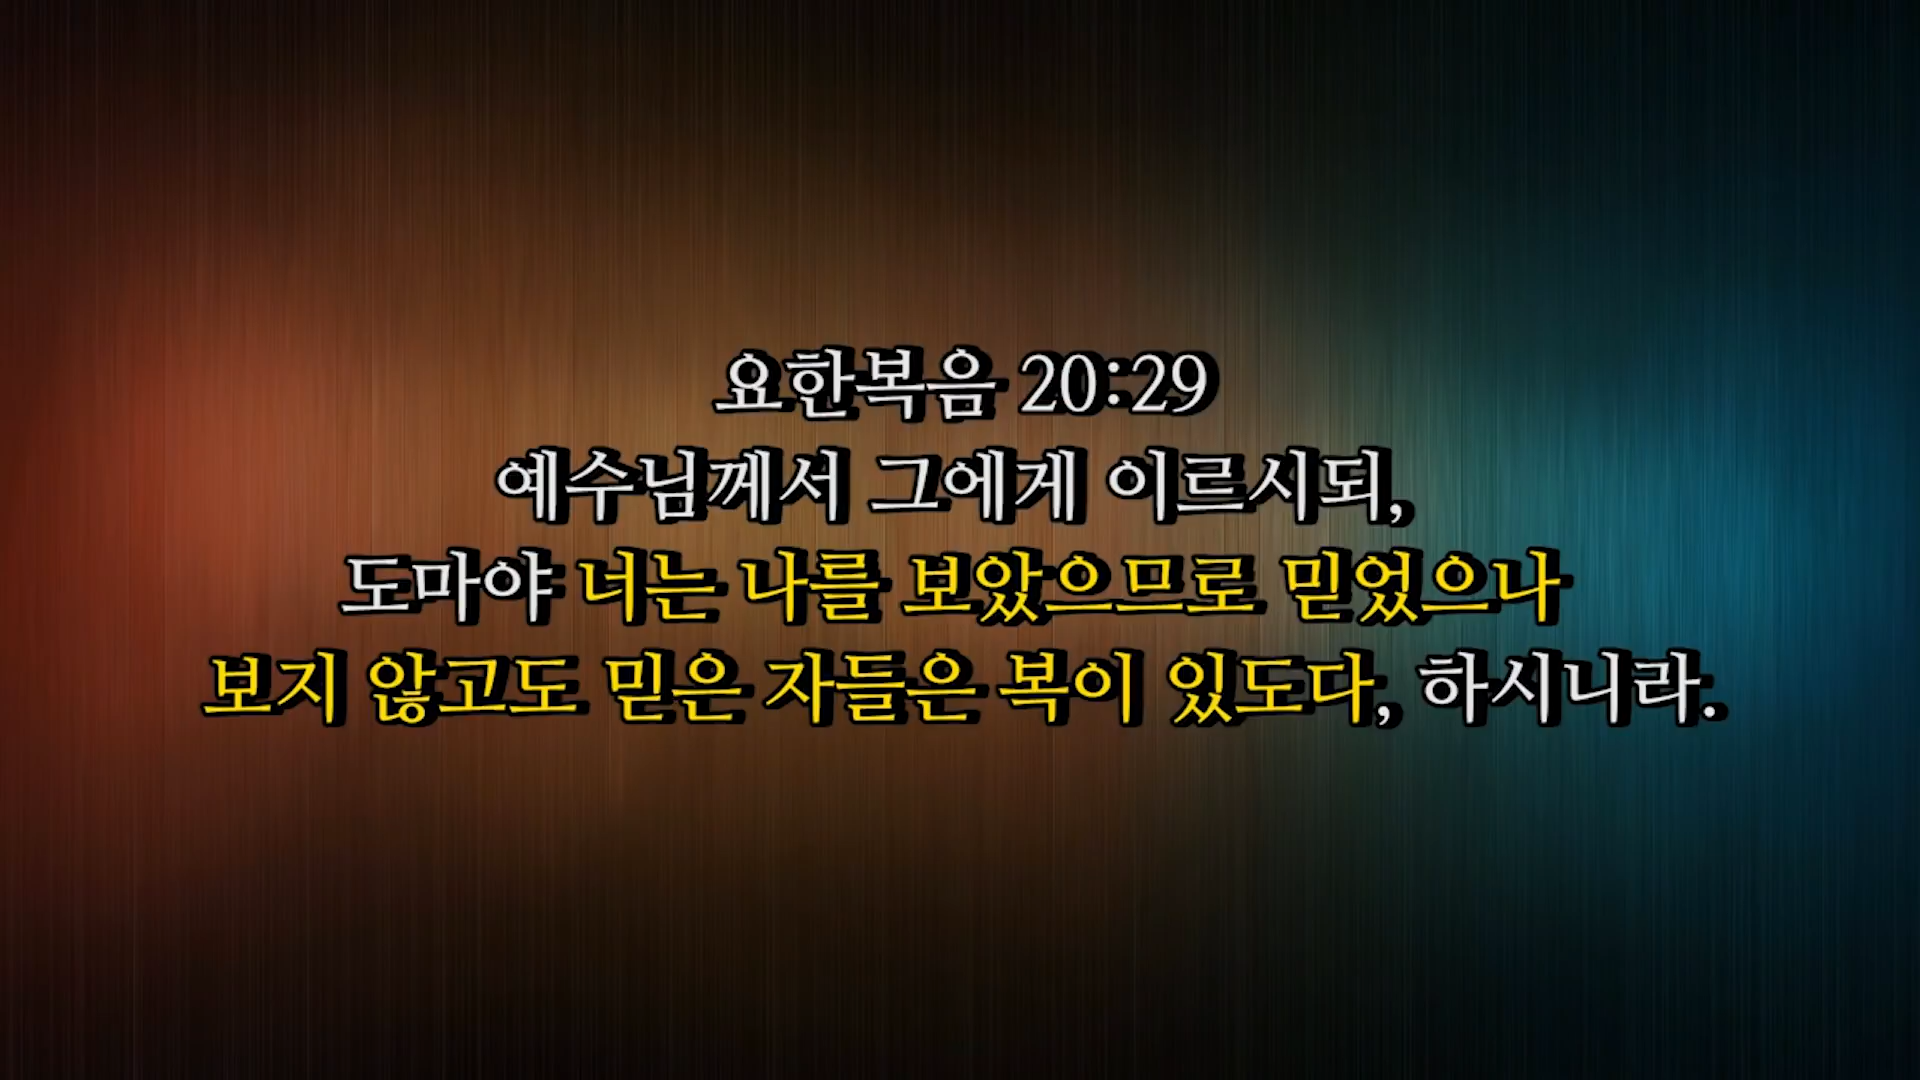 요한복음 20:29
예수님께서 그에게 이르시되,
도마야 너는 나를 보았으므로 믿었으나
보지 않고도 믿은 자들은 복이 있도다, 하시니라.